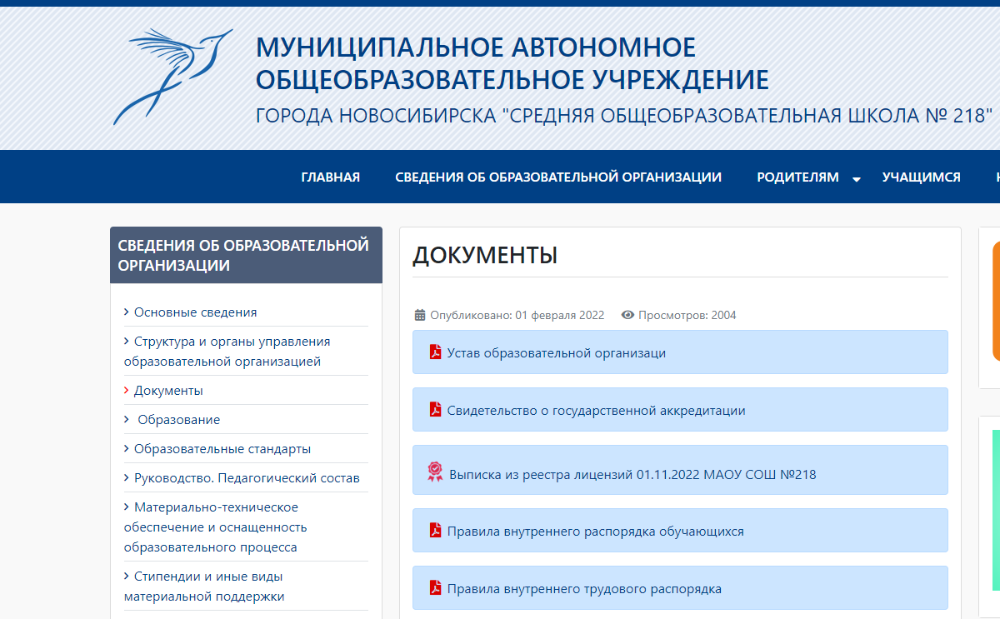 МУНИЦИПАЛЬНОЕ АВТОНОМНОЕ
ОБЩЕОБРАЗОВАТЕЛЬНОЕ УЧРЕЖДЕНИЕ
ГОРОДА НОВОСИБИРСКА "СРЕДНЯЯ ОБЩЕОБРАЗОВАТЕЛЬНАЯ ШКОЛА № 218"
ГЛАВНАЯ СВЕДЕНИЯ ОБ ОБРАЗОВАТЕЛЬНОЙ ОРГАНИЗАЦИИ РОДИТЕЛЯМ УЧАЩИМСЯ
СВЕДЕНИЯ ОБ ОБРАЗОВАТЕЛЬНОЙ
ОРГАНИЗАЦИИ
Основные сведения
Структура и органы управления
образовательной организацией
Документы
Образование
Образовательные стандарты
Руководство. Педагогический состав
Материально-техническое
обеспечение и оснащенность
образовательного процесса
Стипендии и иные виды
материальной поддержки
ДОКУМЕНТЫ
Опубликовано: 01 февраля 2022 Просмотров: 2004
Устав образовательной организаци
Свидетельство о государственной аккредитации
Выписка из реестра лицензий 01.11.2022 МАОУ СОШ №218
Правила внутреннего распорядка обучающихся
Правила внутреннего трудового распорядка